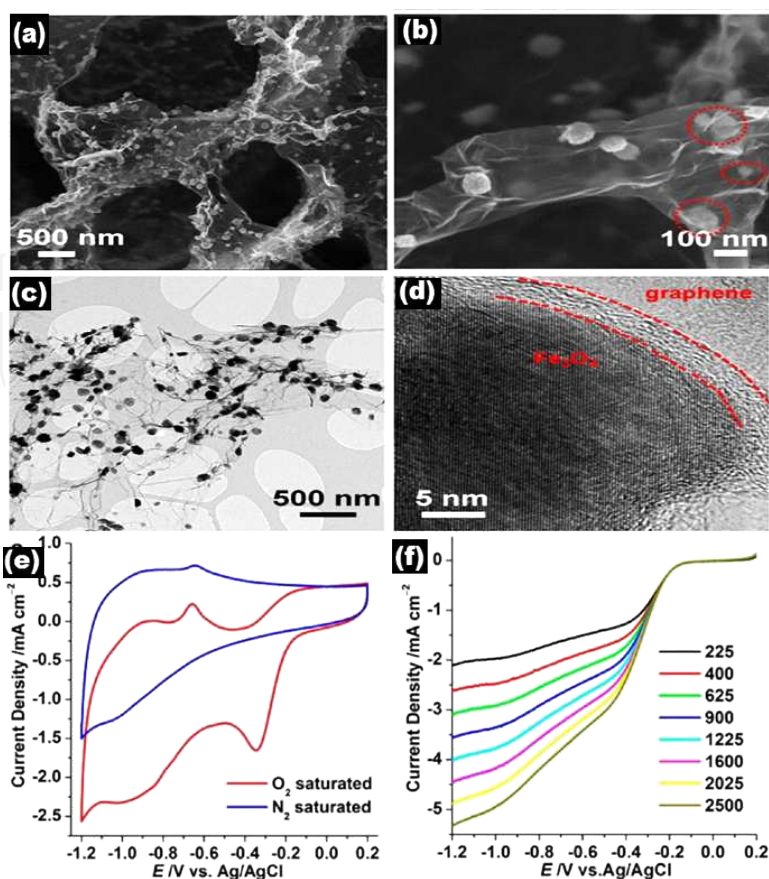 (a)
500 nm
(b)
100 nm
(c)
500 nm
(d)
graphene
Fe₃O₄
5 nm
(e)
Current Density /mA cm⁻²
1.0
0.5
0.0
-0.5
-1.0
-1.5
-2.0
-2.5
O₂ saturated
N₂ saturated
-1.2 -1.0 -0.8 -0.6 -0.4 -0.2 0.0 0.2
E /V vs. Ag/AgCl
(f)
Current Density /mA cm⁻²
0
-1
-2
-3
-4
-5
225
400
625
900
1225
1600
2025
2500
-1.2 -1.0 -0.8 -0.6 -0.4 -0.2 0.0 0.2
E /V vs.Ag/AgCl